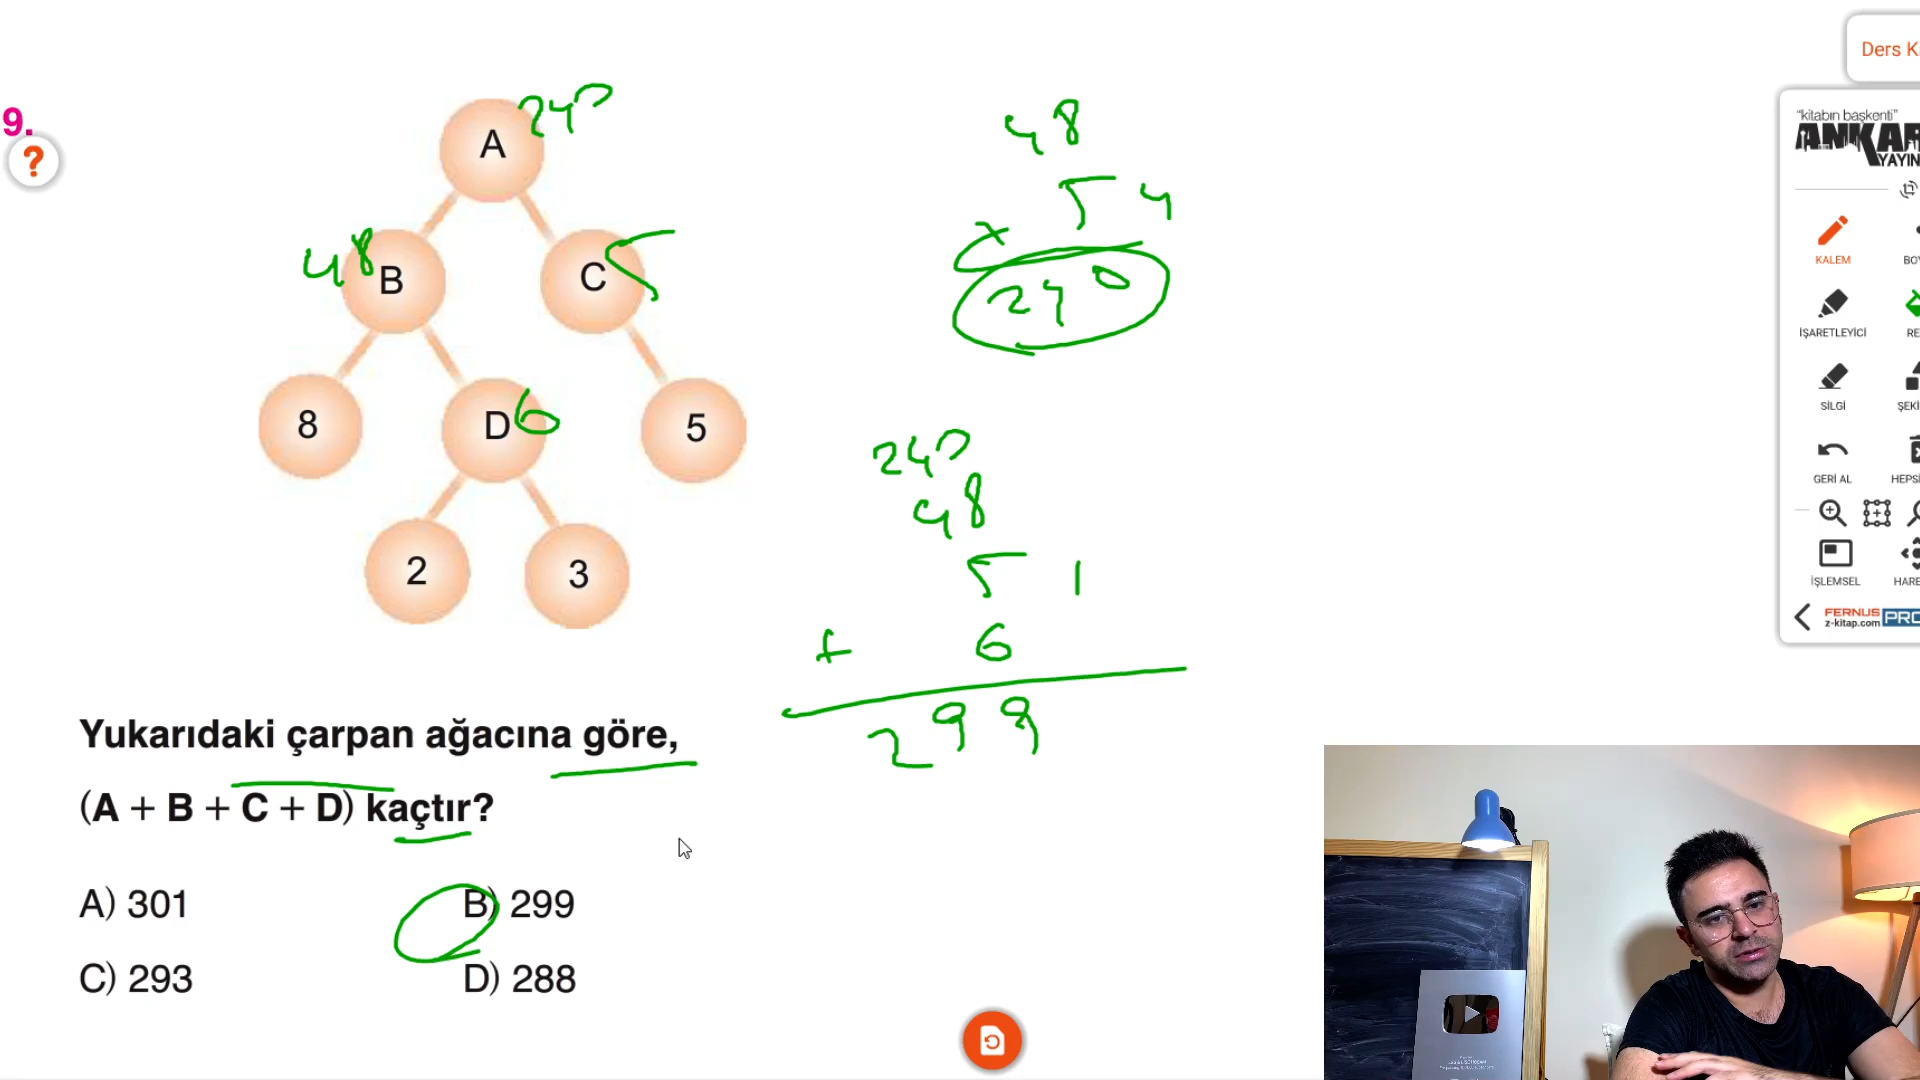 Ders K
9.
?
A
240
48
B
C
5
8
D
6
5
2
3
48
5 4
x
240
240
48
5 1
+ 6
299
Yukarıdaki çarpan ağacına göre,
(A + B + C + D) kaçtır?
A) 301
B) 299
C) 293
D) 288
"kitabın başkenti"
ANKAR
YAYIN
KALEM
BOY
İŞARETLEYİCİ
RE
SİLGİ
ŞEKİ
GERİ AL
HEPSİ
İŞLEMSEL
HARE
FERNUS PRO
z-kitap.com